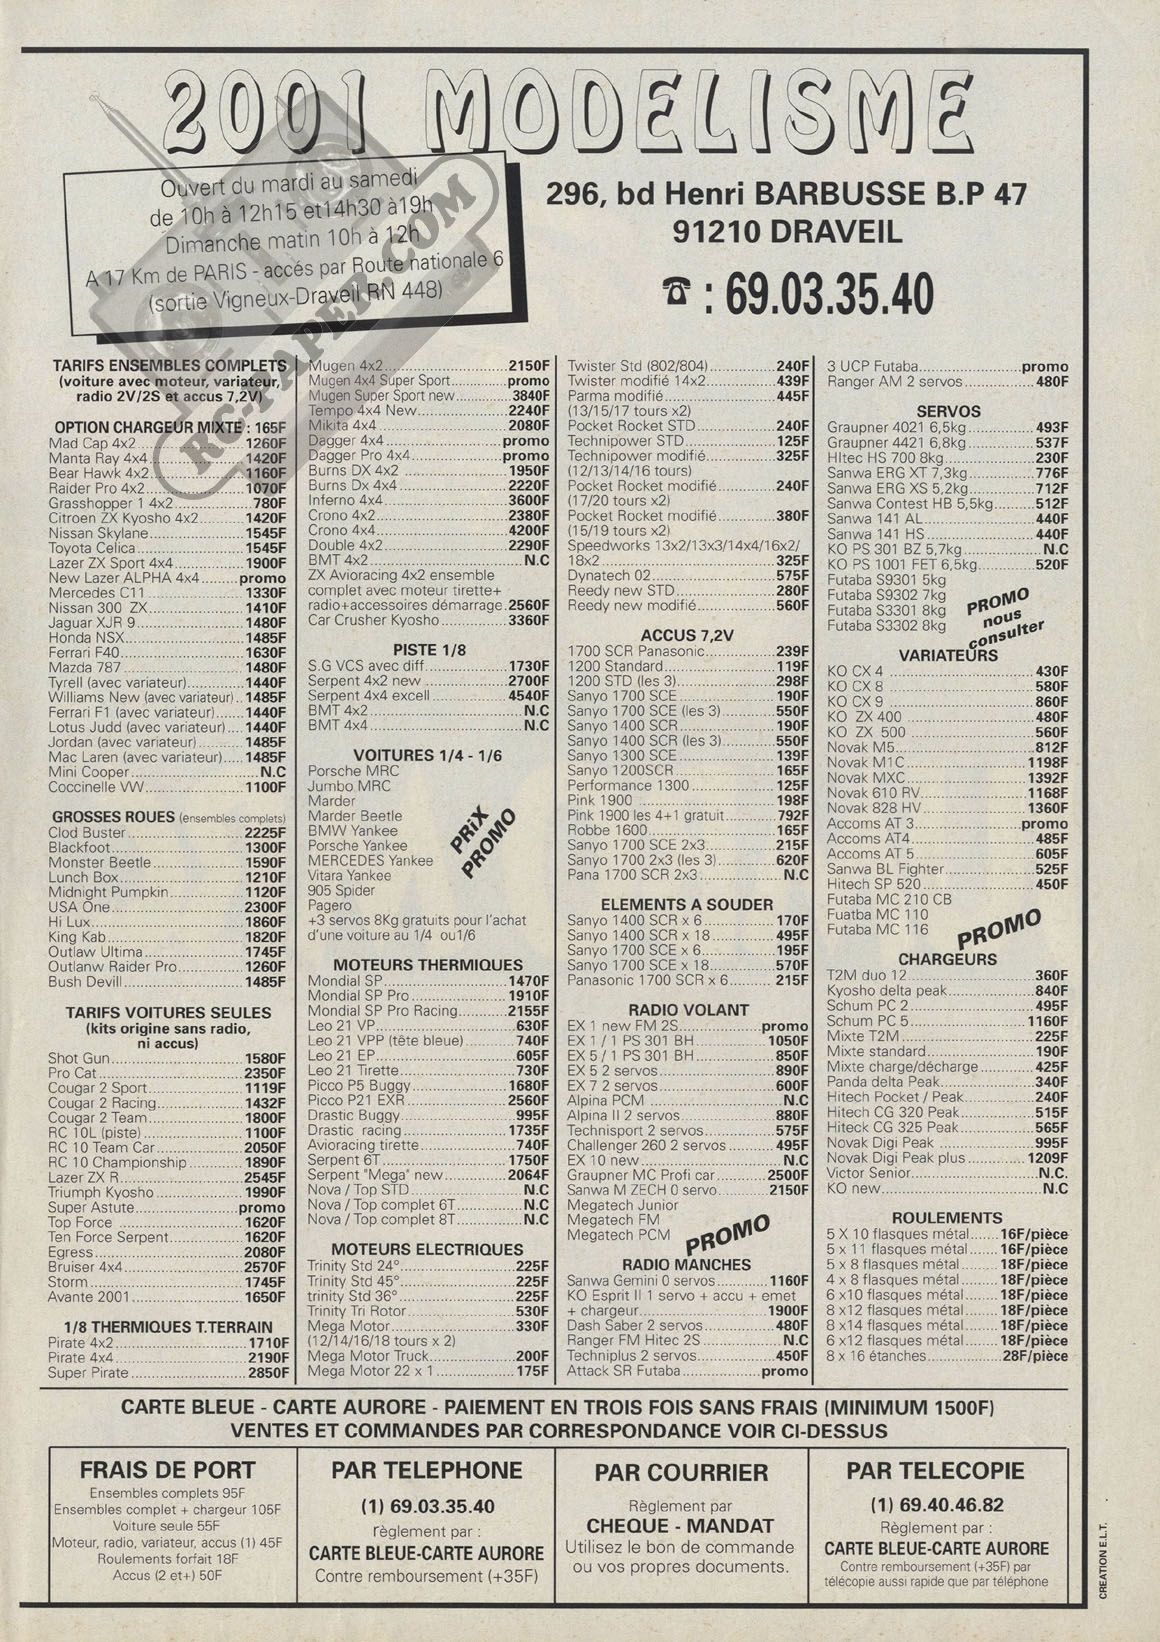 2001 MODELISME
Ouvert du mardi au samedi
de 10h à 12h15 et14h30 à19h
Dimanche matin 10h à 12h
A 17 Km de PARIS - accés par Route nationale 6
(sortie Vigneux-Draveil RN 448)
296, bd Henri BARBUSSE B.P 47
91210 DRAVEIL
☎ : 69.03.35.40
RC-PAPER.COM
TARIFS ENSEMBLES COMPLETS
(voiture avec moteur, variateur,
radio 2V/2S et accus 7,2V)
OPTION CHARGEUR MIXTE : 165F
Mad Cap 4x2 1260F
Manta Ray 4x4 1420F
Bear Hawk 4x2 1160F
Raider Pro 4x2 1070F
Grasshopper 1 4x2 780F
Citroen ZX Kyosho 4x2 1420F
Nissan Skylane 1545F
Toyota Celica 1545F
Lazer ZX Sport 4x4 1900F
New Lazer ALPHA 4x4 promo
Mercedes C11 1330F
Nissan 300 ZX 1410F
Jaguar XJR 9 1480F
Honda NSX 1485F
Ferrari F40 1630F
Mazda 787 1480F
Tyrell (avec variateur) 1440F
Williams New (avec variateur) 1485F
Ferrari F1 (avec variateur) 1440F
Lotus Judd (avec variateur) 1440F
Jordan (avec variateur) 1485F
Mac Laren (avec variateur) 1485F
Mini Cooper N.C
Coccinelle VW 1100F
GROSSES ROUES (ensembles complets)
Clod Buster 2225F
Blackfoot 1300F
Monster Beetle 1590F
Lunch Box 1210F
Midnight Pumpkin 1120F
USA One 2300F
Hi Lux 1860F
King Kab 1820F
Outlaw Ultima 1745F
Outlanw Raider Pro 1260F
Bush Devill 1485F
TARIFS VOITURES SEULES
(kits origine sans radio,
ni accus)
Shot Gun 1580F
Pro Cat 2350F
Cougar 2 Sport 1119F
Cougar 2 Racing 1432F
Cougar 2 Team 1800F
RC 10L (piste) 1100F
RC 10 Team Car 2050F
RC 10 Championship 1890F
Lazer ZX R 2545F
Triumph Kyosho 1990F
Super Astute promo
Top Force 1620F
Ten Force Serpent 1620F
Egress 2080F
Bruiser 4x4 2570F
Storm 1745F
Avante 2001 1650F
1/8 THERMIQUES T.TERRAIN
Pirate 4x2 1710F
Pirate 4x4 2190F
Super Pirate 2850F
Mugen 4x2 2150F
Mugen 4x4 Super Sport promo
Mugen Super Sport new 3840F
Tempo 4x4 New 2240F
Mikita 4x4 2080F
Dagger 4x4 promo
Dagger Pro 4x4 promo
Burns DX 4x2 1950F
Burns Dx 4x4 2220F
Inferno 4x4 3600F
Crono 4x2 2380F
Crono 4x4 4200F
Double 4x2 2290F
BMT 4x2 N.C
ZX Avioracing 4x2 ensemble
complet avec moteur tirette+
radio+accessoires démarrage 2560F
Car Crusher Kyosho 3360F
PISTE 1/8
S.G VCS avec diff 1730F
Serpent 4x2 new 2700F
Serpent 4x4 excell 4540F
BMT 4x2 N.C
BMT 4x4 N.C
VOITURES 1/4 - 1/6
Porsche MRC
Jumbo MRC
Marder
Marder Beetle
BMW Yankee
Porsche Yankee
MERCEDES Yankee
Vitara Yankee
905 Spider
Pagero
PRIX PROMO
+3 servos 8Kg gratuits pour l'achat
d'une voiture au 1/4 ou1/6
MOTEURS THERMIQUES
Mondial SP 1470F
Mondial SP Pro 1910F
Mondial SP Pro Racing 2155F
Leo 21 VP 630F
Leo 21 VPP (tête bleue) 740F
Leo 21 EP 605F
Leo 21 Tirette 730F
Picco P5 Buggy 1680F
Picco P21 EXR 2560F
Drastic Buggy 995F
Drastic racing 1735F
Avioracing tirette 740F
Serpent 6T 1750F
Serpent "Mega" new 2064F
Nova / Top STD N.C
Nova / Top complet 6T N.C
Nova / Top complet 8T N.C
MOTEURS ELECTRIQUES
Trinity Std 24° 225F
Trinity Std 45° 225F
trinity Std 36° 225F
Trinity Tri Rotor 530F
Mega Motor 330F
(12/14/16/18 tours x 2)
Mega Motor Truck 200F
Mega Motor 22 x 1 175F
Twister Std (802/804) 240F
Twister modifié 14x2 439F
Parma modifié 445F
(13/15/17 tours x2)
Pocket Rocket STD 240F
Technipower STD 125F
Technipower modifié 325F
(12/13/14/16 tours)
Pocket Rocket modifié 240F
(17/20 tours x2)
Pocket Rocket modifié 380F
(15/19 tours x2)
Speedworks 13x2/13x3/14x4/16x2/
18x2 325F
Dynatech 02 575F
Reedy new STD 280F
Reedy new modifié 560F
ACCUS 7,2V
1700 SCR Panasonic 239F
1200 Standard 119F
1200 STD (les 3) 298F
Sanyo 1700 SCE 190F
Sanyo 1700 SCE (les 3) 550F
Sanyo 1400 SCR 190F
Sanyo 1400 SCR (les 3) 550F
Sanyo 1300 SCE 139F
Sanyo 1200SCR 165F
Performance 1300 125F
Pink 1900 198F
Pink 1900 les 4+1 gratuit 792F
Robbe 1600 165F
Sanyo 1700 SCE 2x3 215F
Sanyo 1700 2x3 (les 3) 620F
Pana 1700 SCR 2x3 N.C
ELEMENTS A SOUDER
Sanyo 1400 SCR x 6 170F
Sanyo 1400 SCR x 18 495F
Sanyo 1700 SCE x 6 195F
Sanyo 1700 SCE x 18 570F
Panasonic 1700 SCR x 6 215F
RADIO VOLANT
EX 1 new FM 2S promo
EX 1 / 1 PS 301 BH 1050F
EX 5 / 1 PS 301 BH 850F
EX 5 2 servos 890F
EX 7 2 servos 600F
Alpina PCM N.C
Alpina II 2 servos 880F
Technisport 2 servos 575F
Challenger 260 2 servos 495F
EX 10 new N.C
Graupner MC Profi car 2500F
Sanwa M ZECH 0 servo 2150F
Megatech Junior
Megatech FM
Megatech PCM
PROMO
RADIO MANCHES
Sanwa Gemini 0 servos 1160F
KO Esprit II 1 servo + accu + emet
+ chargeur 1900F
Dash Saber 2 servos 480F
Ranger FM Hitec 2S N.C
Techniplus 2 servos 450F
Attack SR Futaba promo
3 UCP Futaba promo
Ranger AM 2 servos 480F
SERVOS
Graupner 4021 6,5kg 493F
Graupner 4421 6,8kg 537F
HItec HS 700 8kg 230F
Sanwa ERG XT 7,3kg 776F
Sanwa ERG XS 5,2kg 712F
Sanwa Contest HB 5,5kg 512F
Sanwa 141 AL 440F
Sanwa 141 HS 440F
KO PS 301 BZ 5,7kg N.C
KO PS 1001 FET 6,5kg 520F
Futaba S9301 5kg
Futaba S9302 7kg
Futaba S3301 8kg
Futaba S3302 8kg
PROMO
nous
consulter
VARIATEURS
KO CX 4 430F
KO CX 8 580F
KO CX 9 860F
KO ZX 400 480F
KO ZX 500 560F
Novak M5 812F
Novak M1C 1198F
Novak MXC 1392F
Novak 610 RV 1168F
Novak 828 HV 1360F
Accoms AT 3 promo
Accoms AT4 485F
Accoms AT 5 605F
Sanwa BL Fighter 525F
Hitech SP 520 450F
Futaba MC 210 CB
Fuatba MC 110
Futaba MC 116
PROMO
CHARGEURS
T2M duo 12 360F
Kyosho delta peak 840F
Schum PC 2 495F
Schum PC 5 1160F
Mixte T2M 225F
Mixte standard 190F
Mixte charge/décharge 425F
Panda delta Peak 340F
Hitech Pocket / Peak 240F
Hitech CG 320 Peak 515F
Hiteck CG 325 Peak 565F
Novak Digi Peak 995F
Novak Digi Peak plus 1209F
Victor Senior N.C.
KO new N.C
ROULEMENTS
5 X 10 flasques métal 16F/pièce
5 x 11 flasques métal 16F/pièce
5 x 8 flasques métal 18F/pièce
4 x 8 flasques métal 18F/pièce
6 x10 flasques métal 18F/pièce
8 x12 flasques métal 18F/pièce
8 x14 flasques métal 18F/pièce
6 x12 flasques métal 18F/pièce
8 x 16 étanches 28F/pièce
CARTE BLEUE - CARTE AURORE - PAIEMENT EN TROIS FOIS SANS FRAIS (MINIMUM 1500F)
VENTES ET COMMANDES PAR CORRESPONDANCE VOIR CI-DESSUS
FRAIS DE PORT
Ensembles complets 95F
Ensembles complet + chargeur 105F
Voiture seule 55F
Moteur, radio, variateur, accus (1) 45F
Roulements forfait 18F
Accus (2 et+) 50F
PAR TELEPHONE
(1) 69.03.35.40
règlement par :
CARTE BLEUE-CARTE AURORE
Contre remboursement (+35F)
PAR COURRIER
Règlement par
CHEQUE - MANDAT
Utilisez le bon de commande
ou vos propres documents.
PAR TELECOPIE
(1) 69.40.46.82
Règlement par :
CARTE BLEUE-CARTE AURORE
Contre remboursement (+35F) par
télécopie aussi rapide que par téléphone
CREATION E.L.T.